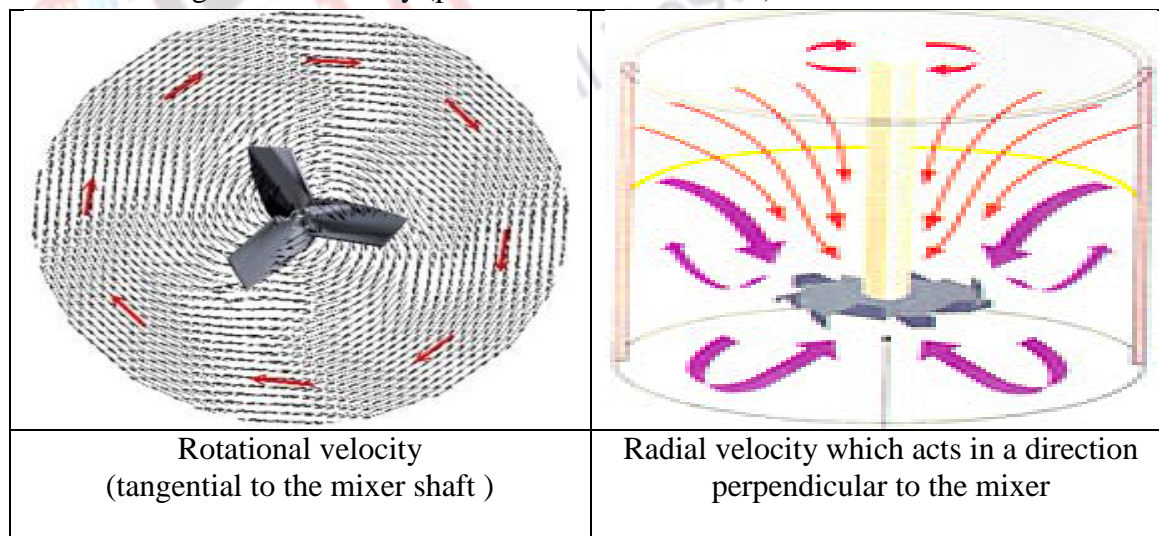 Rotational velocity
(tangential to the mixer shaft )
Radial velocity which acts in a direction
perpendicular to the mixer